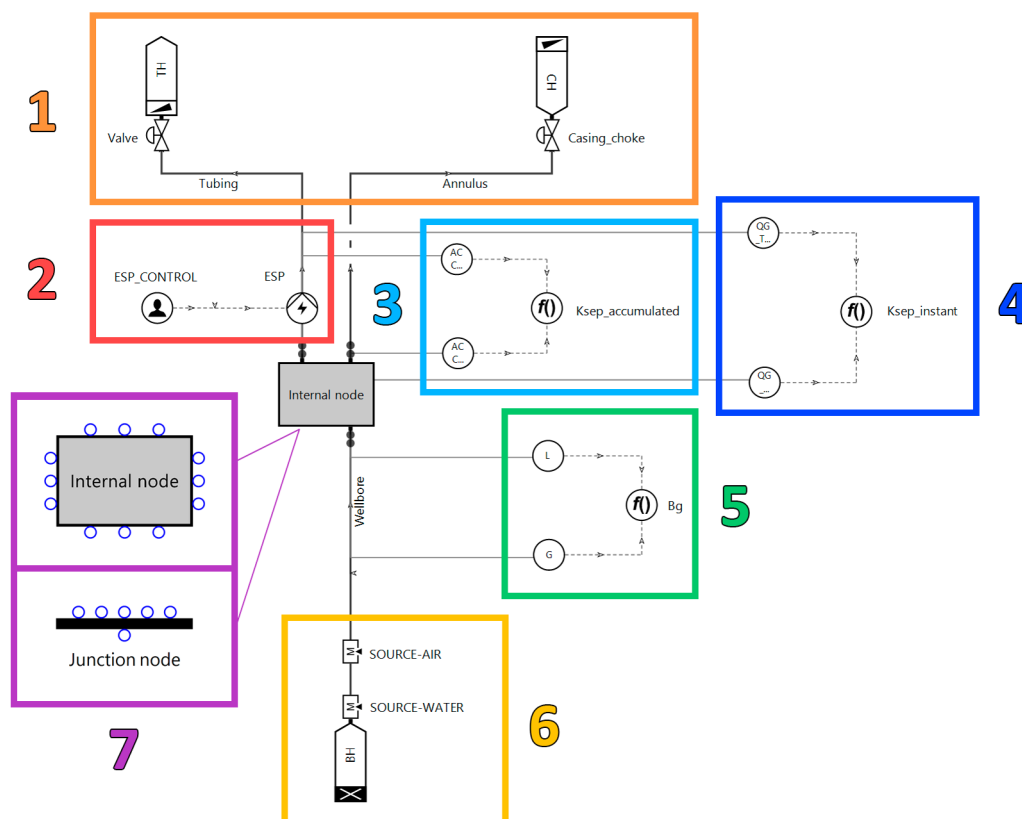 1
TH
CH
Valve
Casing_choke
Tubing
Annulus
2
ESP_CONTROL
ESP
3
AC
C...
f()
Ksep_accumulated
AC
C...
QG
_T...
f()
Ksep_instant
4
QG
_...
Internal node
Internal node
Junction node
7
Wellbore
L
f()
Bg
G
5
M
SOURCE-AIR
M
SOURCE-WATER
BH
6